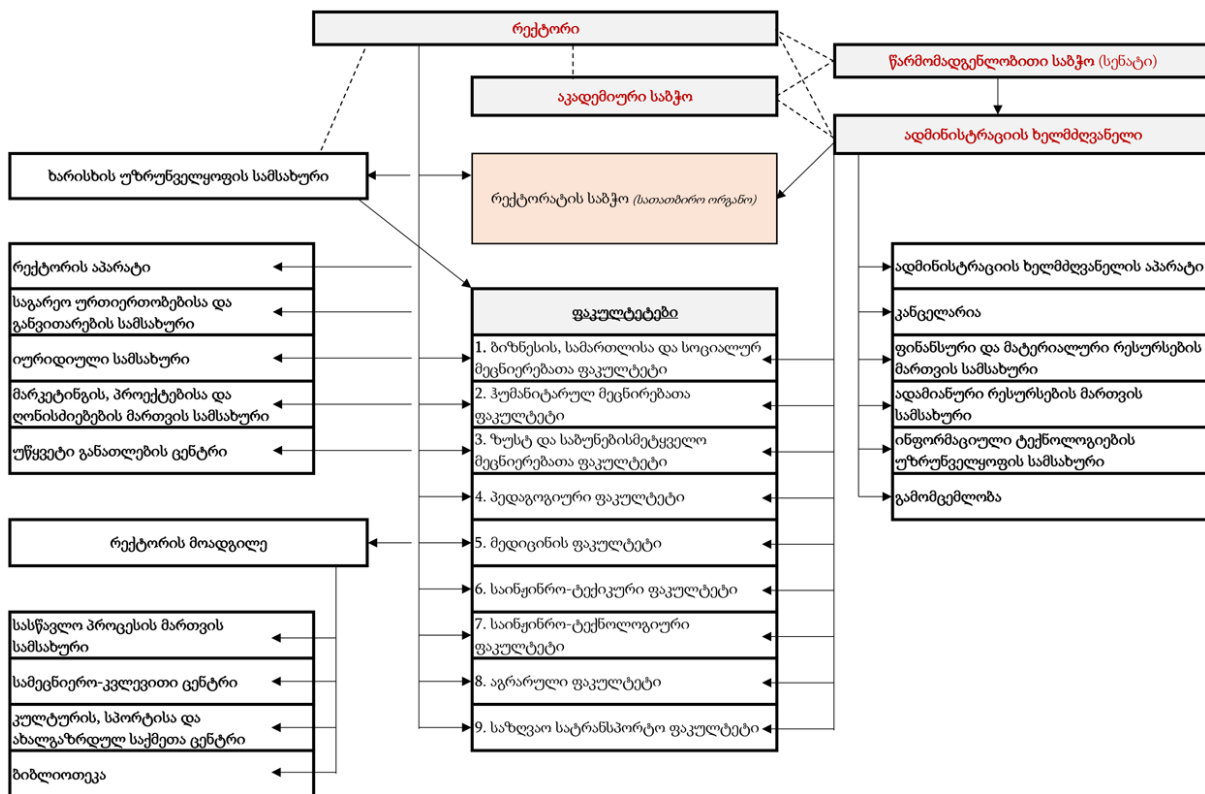 რექტორი
წარმომადგენლობითი საბჭო (სენატი)
აკადემიური საბჭო
ადმინისტრაციის ხელმძღვანელი
ხარისხის უზრუნველყოფის სამსახური
რექტორატის საბჭო (სათათბირო ორგანო)
რექტორის აპარატი
საგარეო ურთიერთობებისა და
განვითარების სამსახური
იურიდიული სამსახური
მარკეტინგის, პროექტებისა და
ღონისძიებების მართვის სამსახური
უწყვეტი განათლების ცენტრი
ფაკულტეტები
1. ბიზნესის, სამართლისა და სოციალურ
მეცნიერებათა ფაკულტეტი
2. ჰუმანიტარულ მეცნირებათა
ფაკულტეტი
3. ზუსტ და საბუნებისმეტყველო
მეცნიერებათა ფაკულტეტი
4. პედაგოგიური ფაკულტეტი
5. მედიცინის ფაკულტეტი
6. საინჟინრო-ტექიკური ფაკულტეტი
7. საინჟინრო-ტექნოლოგიური
ფაკულტეტი
8. აგრარული ფაკულტეტი
9. საზღვაო სატრანსპორტო ფაკულტეტი
ადმინისტრაციის ხელმძღვანელის აპარატი
კანცელარია
ფინანსური და მატერიალური რესურსების
მართვის სამსახური
ადამიანური რესურსების მართვის
სამსახური
ინფორმაციული ტექნოლოგიების
უზრუნველყოფის სამსახური
გამომცემლობა
რექტორის მოადგილე
სასწავლო პროცესის მართვის
სამსახური
სამეცნიერო-კვლევითი ცენტრი
კულტურის, სპორტისა და
ახალგაზრდულ საქმეთა ცენტრი
ბიბლიოთეკა